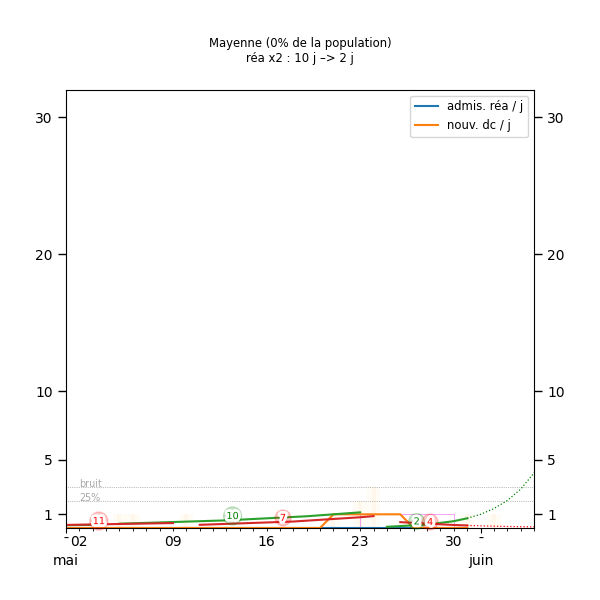 Mayenne (0% de la population)
réa x2 : 10 j –> 2 j
admis. réa / j
nouv. dc / j
30 30
20 20
10 10
5 5
bruit
25%
1 1
11 10 7 2 4
02 09 16 23 30 -
mai juin